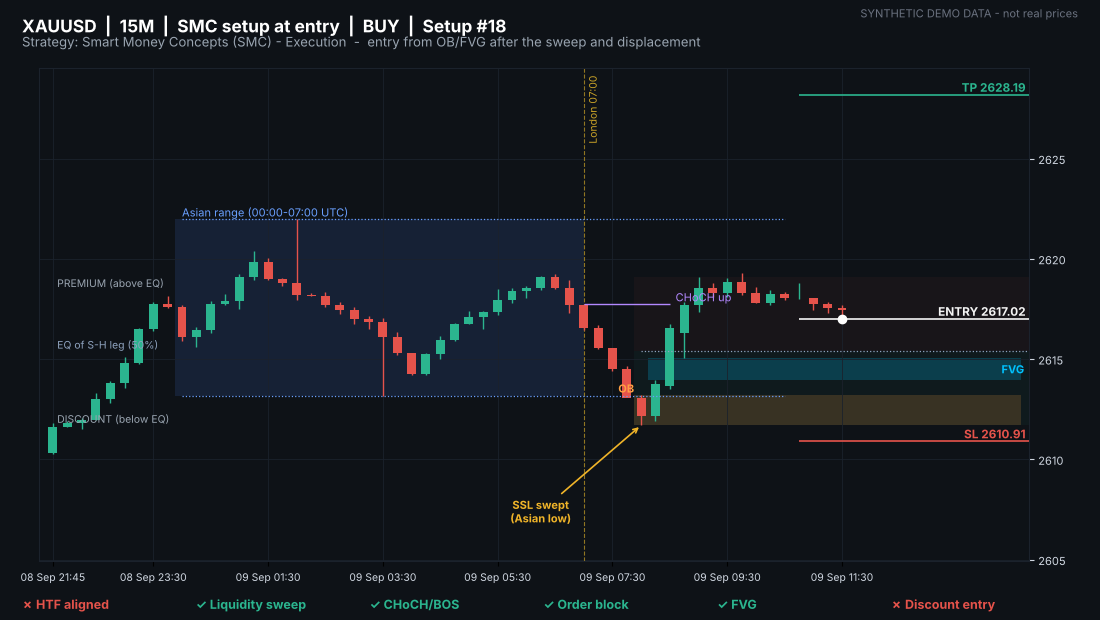 XAUUSD | 15M | SMC setup at entry | BUY | Setup #18
SYNTHETIC DEMO DATA - not real prices
Strategy: Smart Money Concepts (SMC) - Execution - entry from OB/FVG after the sweep and displacement
London 07:00
TP 2628.19
2625
Asian range (00:00-07:00 UTC)
2620
PREMIUM (above EQ)
CHoCH up
ENTRY 2617.02
EQ of S-H leg (50%)
2615
FVG
OB
DISCOUNT (below EQ)
SL 2610.91
2610
SSL swept
(Asian low)
2605
08 Sep 21:45
08 Sep 23:30
09 Sep 01:30
09 Sep 03:30
09 Sep 05:30
09 Sep 07:30
09 Sep 09:30
09 Sep 11:30
× HTF aligned
✓ Liquidity sweep
✓ CHoCH/BOS
✓ Order block
✓ FVG
× Discount entry